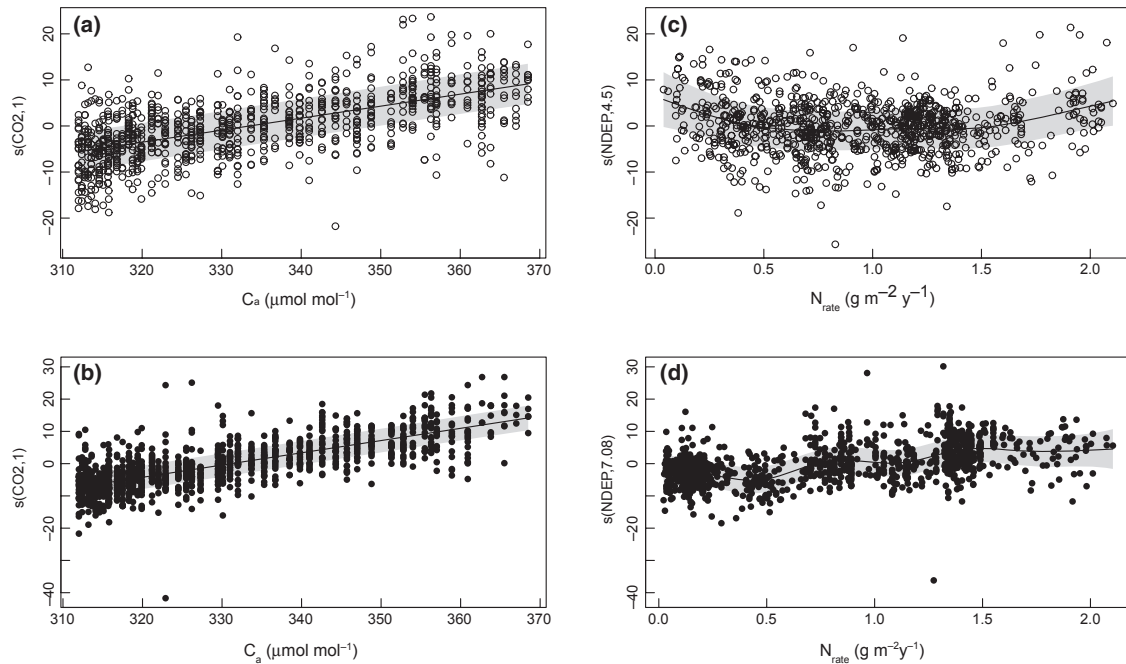 (a)
s(CO2,1)
20
10
0
−10
−20
310 320 330 340 350 360 370
Ca (μmol mol−1)
(c)
s(NDEP,4.5)
20
10
0
−10
−20
0.0 0.5 1.0 1.5 2.0
Nrate (g m−2 y−1)
(b)
s(CO2,1)
30
20
10
0
−20
−40
310 320 330 340 350 360 370
Ca (μmol mol−1)
(d)
s(NDEP,7.08)
30
20
10
0
−20
−40
0.0 0.5 1.0 1.5 2.0
Nrate (g m−2y−1)